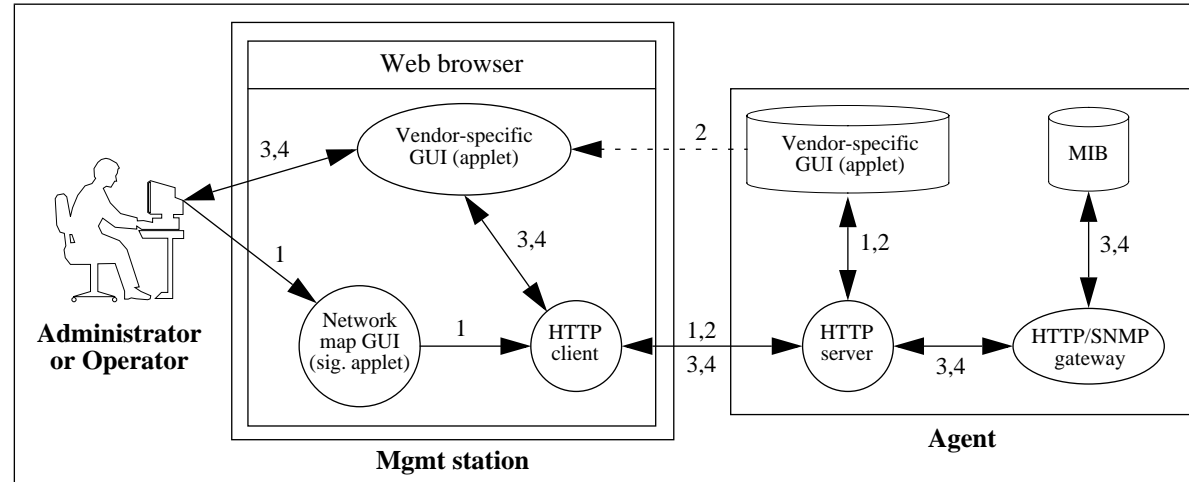 Web browser
Vendor-specific
GUI (applet)
2
Vendor-specific
GUI (applet)
MIB
3,4
3,4
1,2
3,4
1
Network
map GUI
(sig. applet)
1
HTTP
client
1,2
3,4
HTTP
server
3,4
HTTP/SNMP
gateway
Administrator
or Operator
Mgmt station
Agent